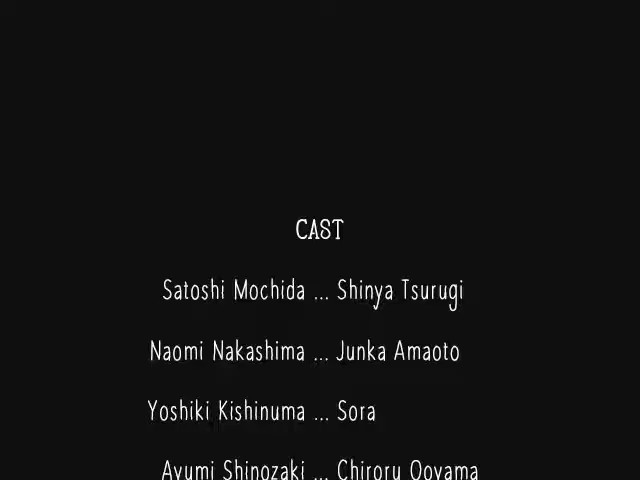 CAST
Satoshi Mochida ... Shinya Tsurugi
Naomi Nakashima ... Junka Amaoto
Yoshiki Kishinuma ... Sora
Ayumi Shinozaki ... Chiroru Ooyama